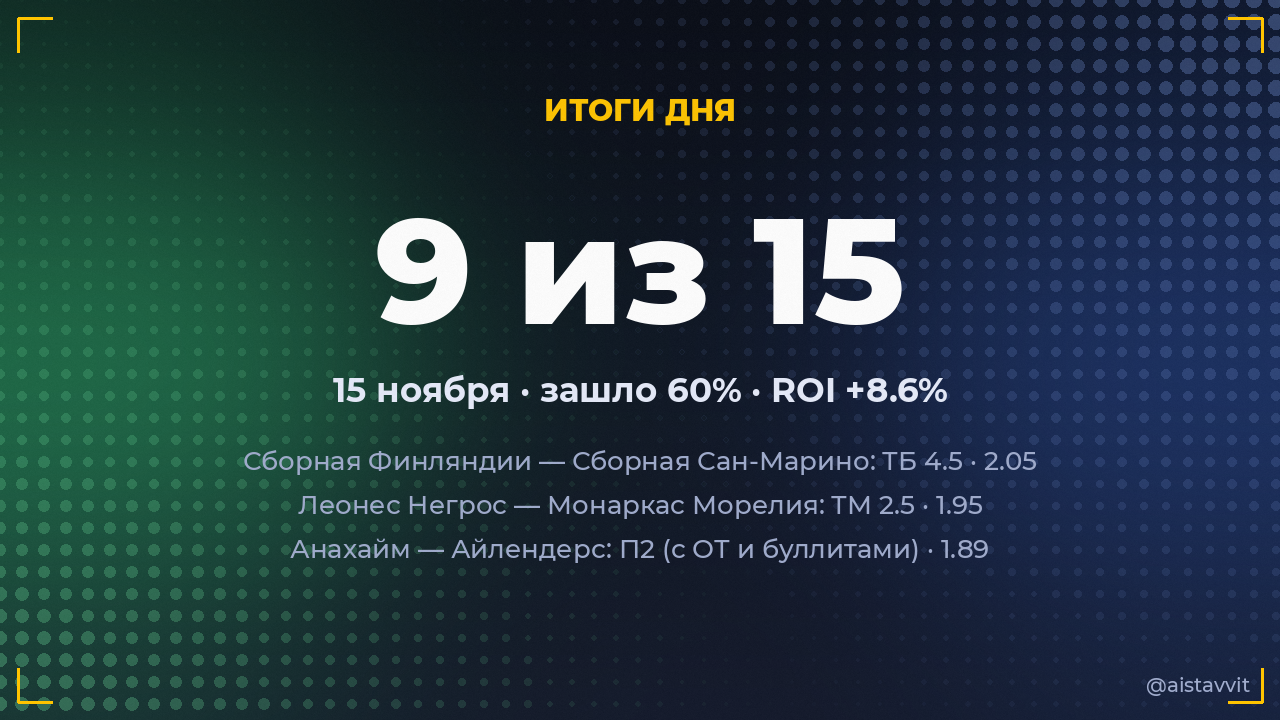 ИТОГИ ДНЯ
9 из 15
15 ноября · зашло 60% · ROI +8.6%
Сборная Финляндии — Сборная Сан-Марино: ТБ 4.5 · 2.05
Леонес Негрос — Монаркас Морелия: ТМ 2.5 · 1.95
Анахайм — Айлендерс: П2 (с ОТ и буллитами) · 1.89
@aistavvit